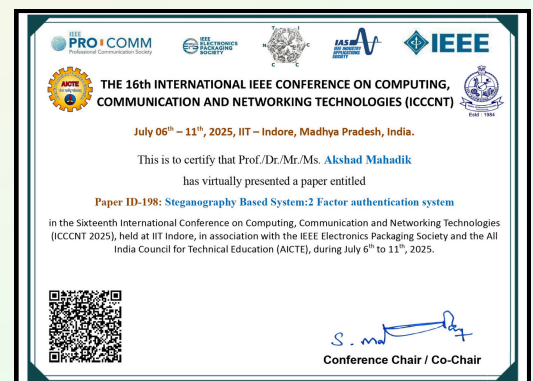 IEEE
PRO COMM
Professional Communication Society
IEEE
ELECTRONICS
PACKAGING
SOCIETY
IAS
IEEE INDUSTRY
APPLICATIONS
SOCIETY
IEEE
AICTE
THE 16th INTERNATIONAL IEEE CONFERENCE ON COMPUTING,
COMMUNICATION AND NETWORKING TECHNOLOGIES (ICCCNT)
Estd : 1984
July 06th – 11th, 2025, IIT – Indore, Madhya Pradesh, India.
This is to certify that Prof./Dr./Mr./Ms. Akshad Mahadik
has virtually presented a paper entitled
Paper ID-198: Steganography Based System:2 Factor authentication system
in the Sixteenth International Conference on Computing, Communication and Networking Technologies
(ICCCNT 2025), held at IIT Indore, in association with the IEEE Electronics Packaging Society and the All
India Council for Technical Education (AICTE), during July 6th to 11th, 2025.
Conference Chair / Co-Chair